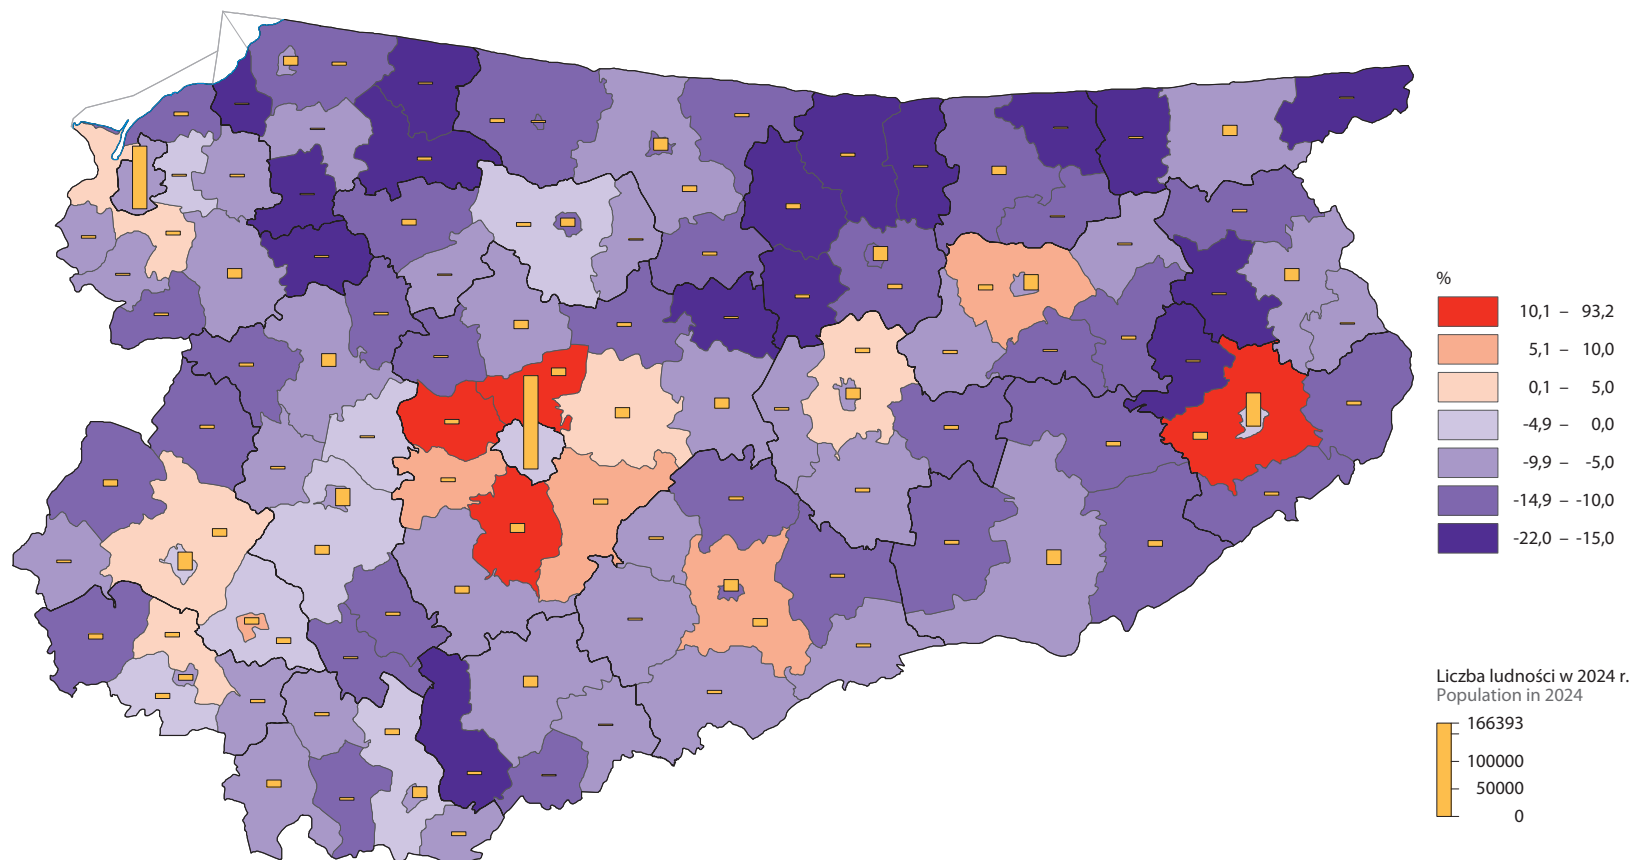 %
10,1 – 93,2
5,1 – 10,0
0,1 – 5,0
-4,9 – 0,0
-9,9 – -5,0
-14,9 – -10,0
-22,0 – -15,0
Liczba ludności w 2024 r.
Population in 2024
166393
100000
50000
0